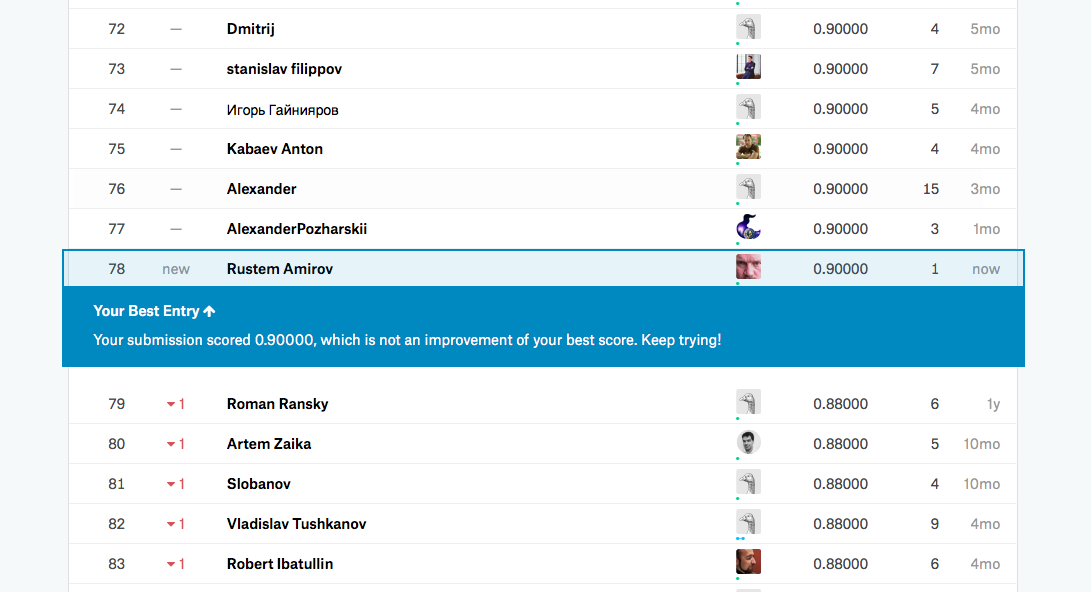 72 — Dmitrij 0.90000 4 5mo
73 — stanislav filippov 0.90000 7 5mo
74 — Игорь Гайнияров 0.90000 5 4mo
75 — Kabaev Anton 0.90000 4 4mo
76 — Alexander 0.90000 15 3mo
77 — AlexanderPozharskii 0.90000 3 1mo
78 new Rustem Amirov 0.90000 1 now
Your Best Entry
Your submission scored 0.90000, which is not an improvement of your best score. Keep trying!
79 1 Roman Ransky 0.88000 6 1y
80 1 Artem Zaika 0.88000 5 10mo
81 1 Slobanov 0.88000 4 10mo
82 1 Vladislav Tushkanov 0.88000 9 4mo
83 1 Robert Ibatullin 0.88000 6 4mo